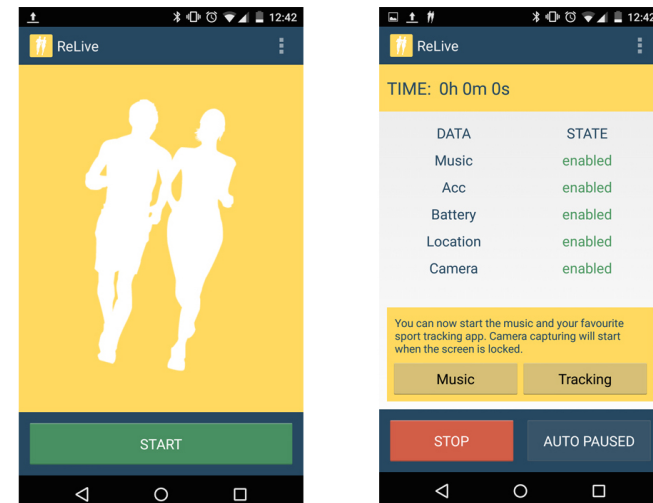 12:42
ReLive
START
12:42
ReLive
TIME: 0h 0m 0s
DATA STATE
Music enabled
Acc enabled
Battery enabled
Location enabled
Camera enabled
You can now start the music and your favourite
sport tracking app. Camera capturing will start
when the screen is locked.
Music Tracking
STOP AUTO PAUSED